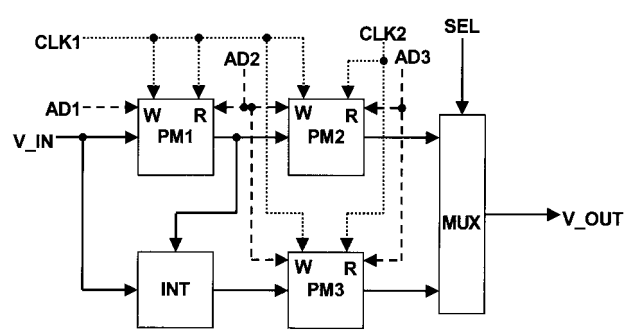 SEL
CLK1
CLK2
AD2
AD3
AD1
W R
PM1
W R
PM2
V_IN
MUX
V_OUT
INT
W R
PM3